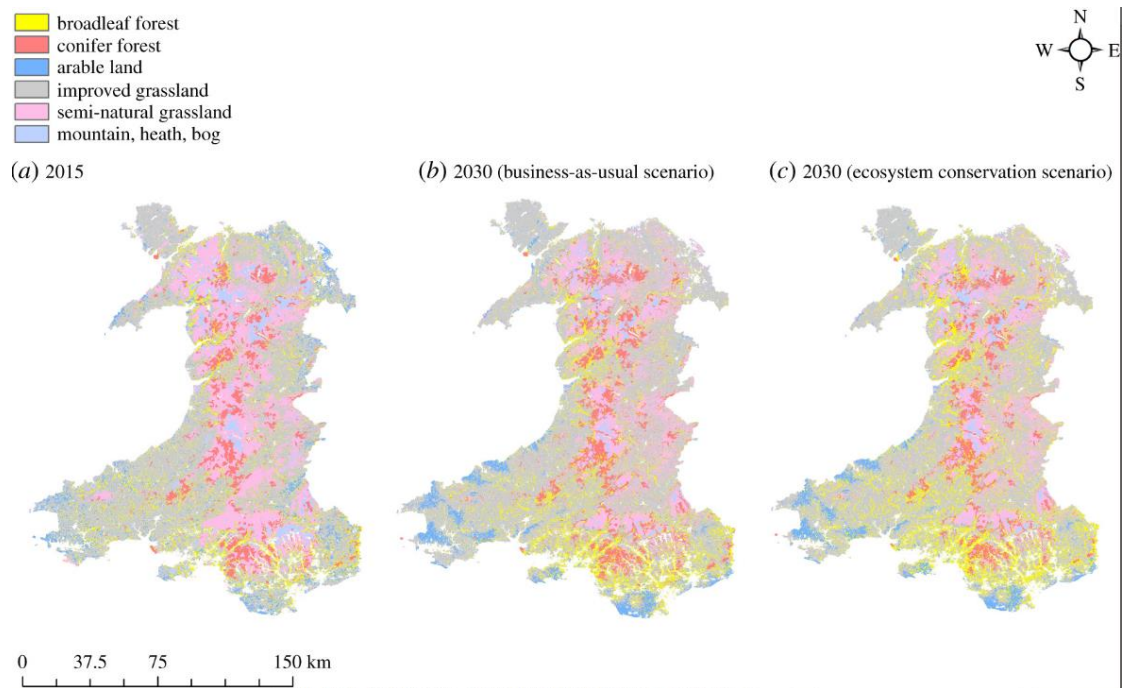 broadleaf forest
conifer forest
arable land
improved grassland
semi-natural grassland
mountain, heath, bog
N
W E
S
(a) 2015
(b) 2030 (business-as-usual scenario)
(c) 2030 (ecosystem conservation scenario)
0 37.5 75 150 km